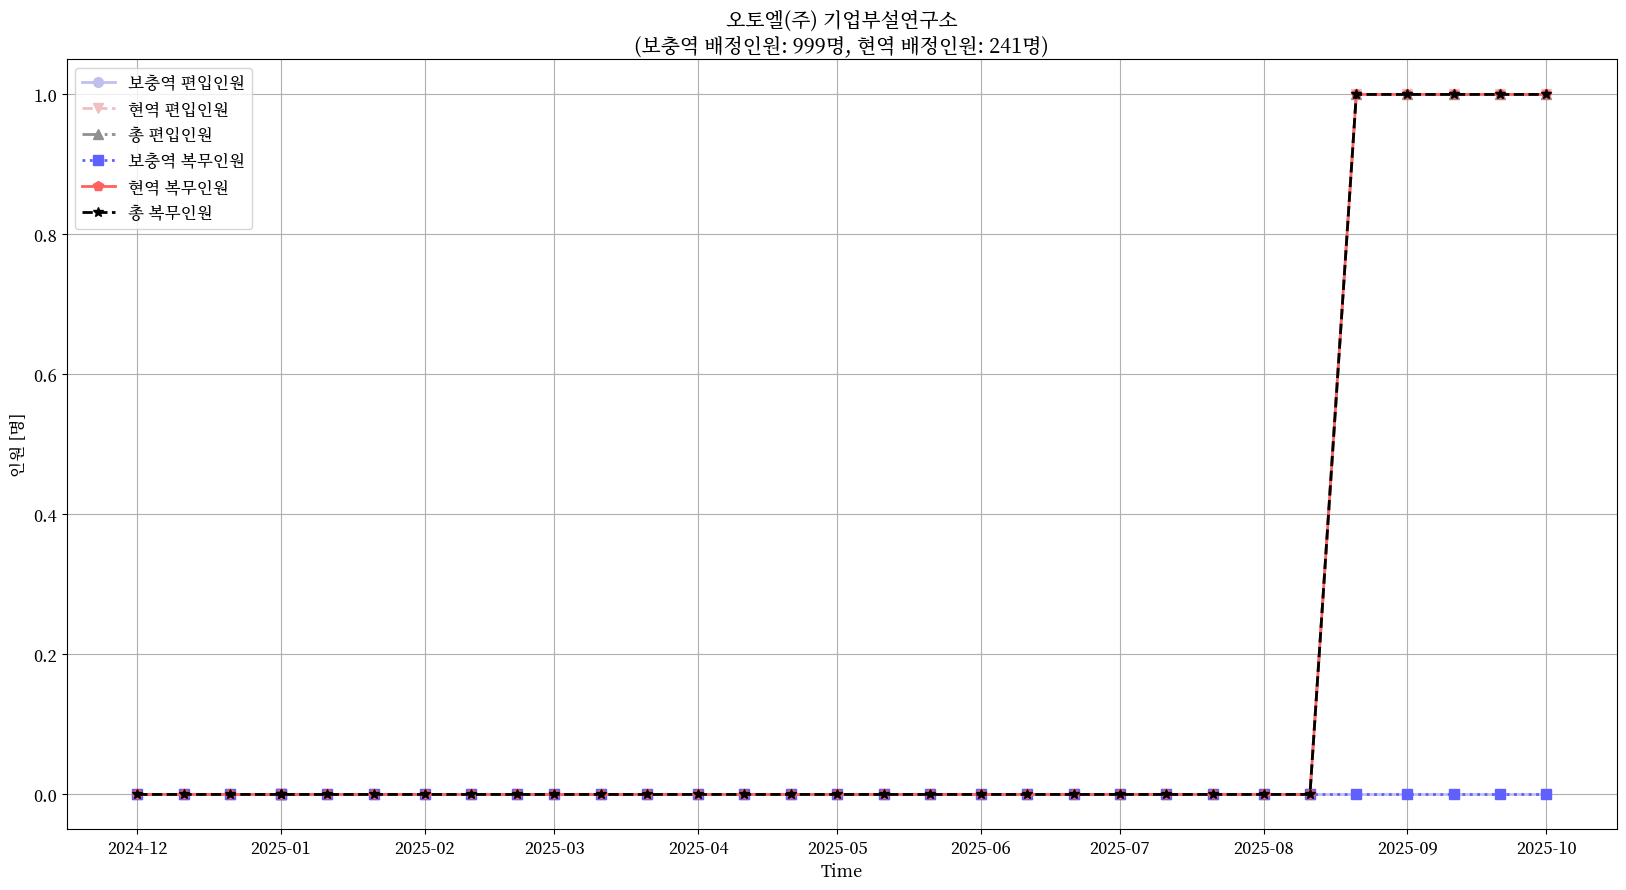 오토엘(주) 기업부설연구소
(보충역 배정인원: 999명, 현역 배정인원: 241명)
보충역 편입인원
현역 편입인원
총 편입인원
보충역 복무인원
현역 복무인원
총 복무인원
1.0
0.8
0.6
0.4
0.2
0.0
인원 [명]
2024-12 2025-01 2025-02 2025-03 2025-04 2025-05 2025-06 2025-07 2025-08 2025-09 2025-10
Time